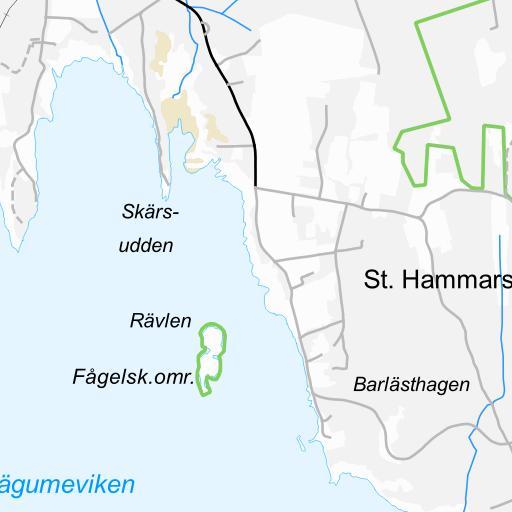 Skärs-
udden
St. Hammars
Rävlen
Fågelsk.omr.
Barlästhagen
ägumeviken